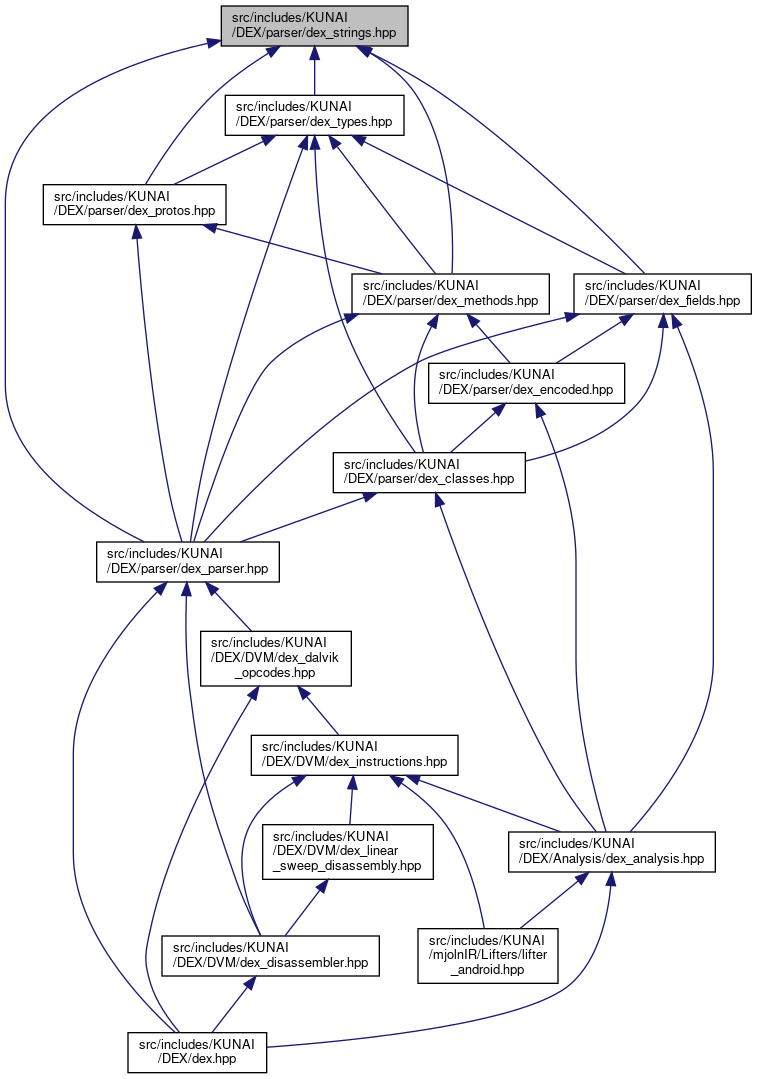 src/includes/KUNAI
/DEX/parser/dex_strings.hpp
src/includes/KUNAI
/DEX/parser/dex_types.hpp
src/includes/KUNAI
/DEX/parser/dex_protos.hpp
src/includes/KUNAI
/DEX/parser/dex_methods.hpp
src/includes/KUNAI
/DEX/parser/dex_fields.hpp
src/includes/KUNAI
/DEX/parser/dex_encoded.hpp
src/includes/KUNAI
/DEX/parser/dex_classes.hpp
src/includes/KUNAI
/DEX/parser/dex_parser.hpp
src/includes/KUNAI
/DEX/DVM/dex_dalvik
_opcodes.hpp
src/includes/KUNAI
/DEX/DVM/dex_instructions.hpp
src/includes/KUNAI
/DEX/DVM/dex_linear
_sweep_disassembly.hpp
src/includes/KUNAI
/DEX/Analysis/dex_analysis.hpp
src/includes/KUNAI
/DEX/DVM/dex_disassembler.hpp
src/includes/KUNAI
/mjolnIR/Lifters/lifter
_android.hpp
src/includes/KUNAI
/DEX/dex.hpp